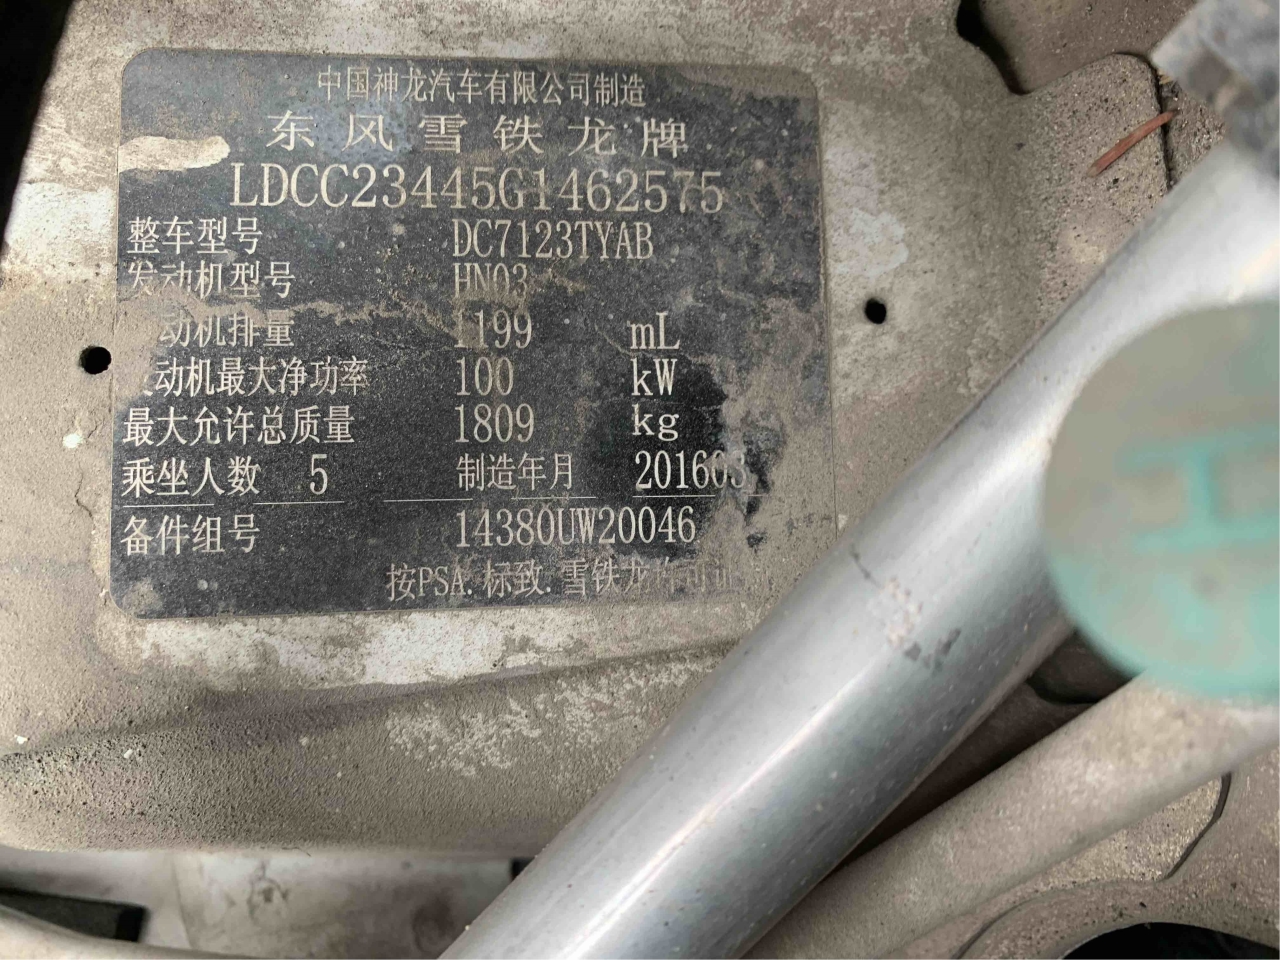 中国神龙汽车有限公司制造
东风雪铁龙牌
LDCC23445G1462575
整车型号 DC7123TYAB
发动机型号 HN03
动机排量 1199 mL
发动机最大净功率 100 kW
最大允许总质量 1809 kg
乘坐人数 5 制造年月 201603
备件组号 14380UW20046
按PSA.标致.雪铁龙许可证